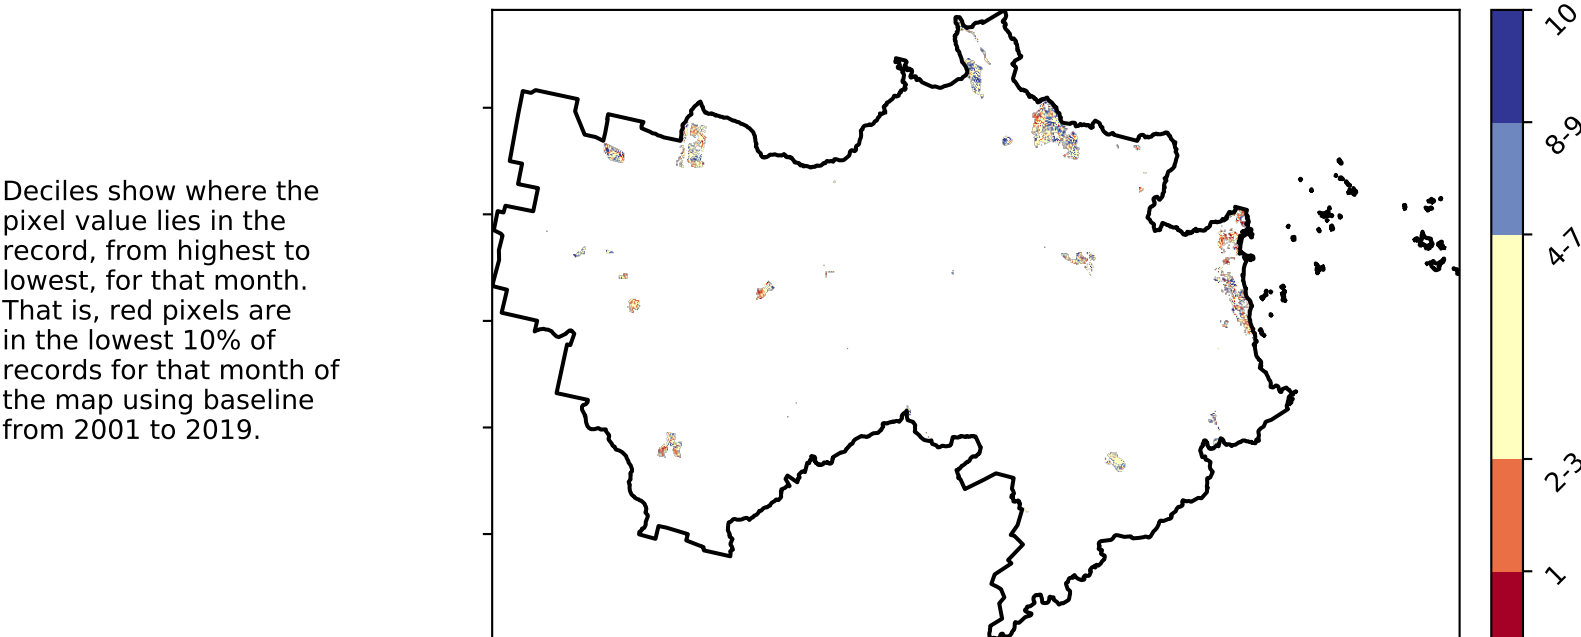 Deciles show where the
pixel value lies in the
record, from highest to
lowest, for that month.
That is, red pixels are
in the lowest 10% of
records for that month of
the map using baseline
from 2001 to 2019.
10
8-9
4-7
2-3
1